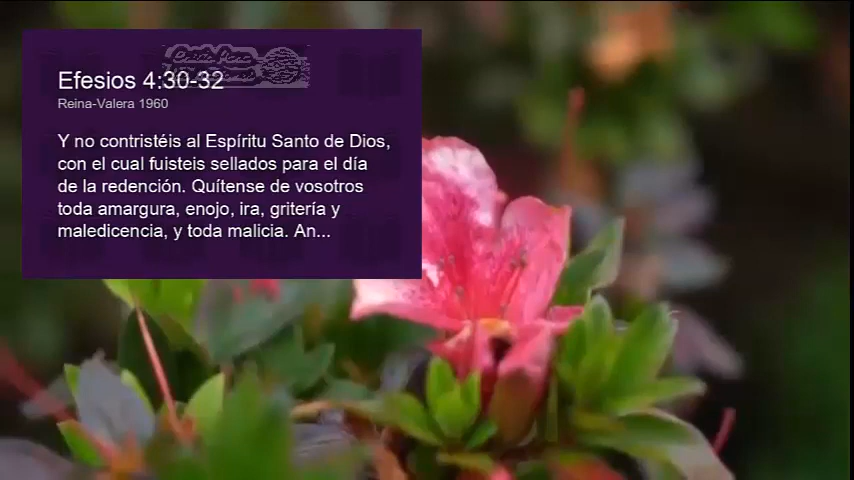 Efesios 4:30-32
Reina-Valera 1960
Y no contristéis al Espíritu Santo de Dios,
con el cual fuisteis sellados para el día
de la redención. Quítense de vosotros
toda amargura, enojo, ira, gritería y
maledicencia, y toda malicia. An...